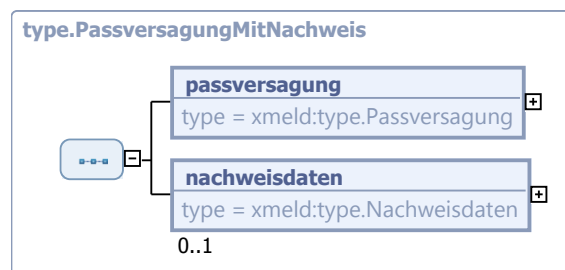 type.PassversagungMitNachweis
passversagung
type = xmeld:type.Passversagung
nachweisdaten
type = xmeld:type.Nachweisdaten
0..1